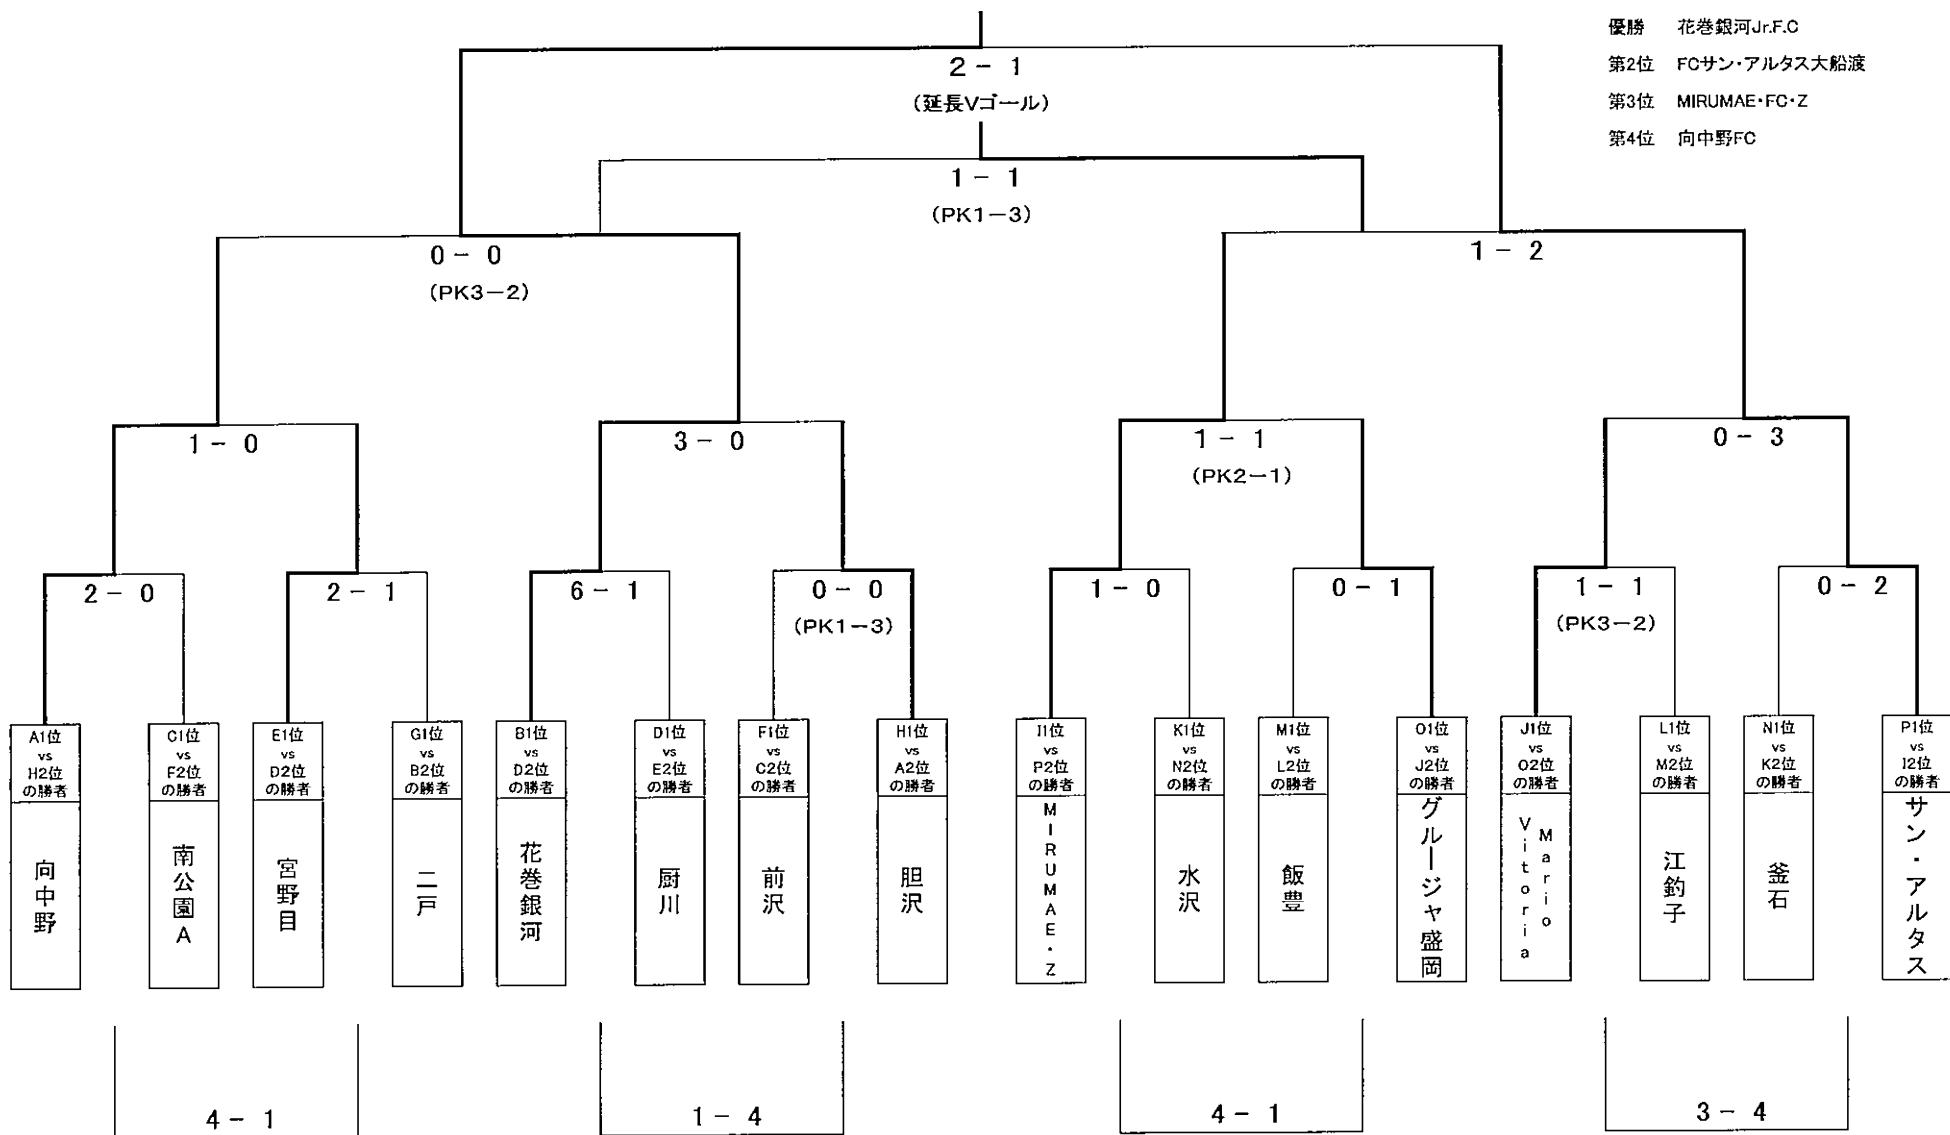 優勝 花巻銀河Jr.F.C
第2位 FCサン・アルタス大船渡
第3位 MIRUMAE・FC・Z
第4位 向中野FC
2 - 1
(延長Vゴール)
1 - 1
(PK1-3)
0 - 0
(PK3-2)
1 - 2
1 - 0
3 - 0
1 - 1
(PK2-1)
0 - 3
2 - 0
2 - 1
6 - 1
0 - 0
(PK1-3)
1 - 0
0 - 1
1 - 1
(PK3-2)
0 - 2
A1位
vs
H2位
の勝者
向中野
C1位
vs
F2位
の勝者
南公園A
E1位
vs
D2位
の勝者
宮野目
G1位
vs
B2位
の勝者
二戸
B1位
vs
D2位
の勝者
花巻銀河
D1位
vs
E2位
の勝者
厨川
F1位
vs
C2位
の勝者
前沢
H1位
vs
A2位
の勝者
胆沢
I1位
vs
P2位
の勝者
MIRUMAE・Z
K1位
vs
N2位
の勝者
水沢
M1位
vs
L2位
の勝者
飯豊
O1位
vs
J2位
の勝者
グルージャ盛岡
J1位
vs
O2位
の勝者
Mario
Vitoria
L1位
vs
M2位
の勝者
江釣子
N1位
vs
K2位
の勝者
釜石
P1位
vs
I2位
の勝者
サン・アルタス
4 - 1
1 - 4
4 - 1
3 - 4